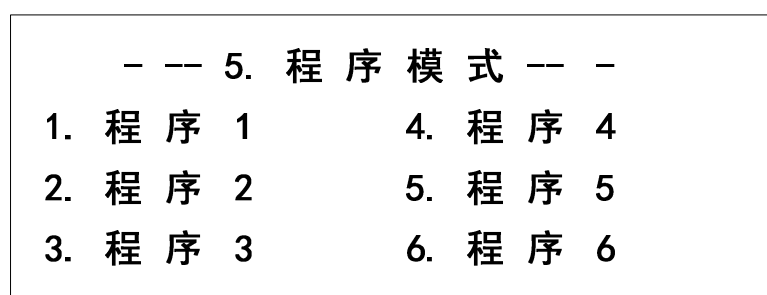 - -- 5. 程序模式 -- -
1. 程序 1 4. 程序 4
2. 程序 2 5. 程序 5
3. 程序 3 6. 程序 6